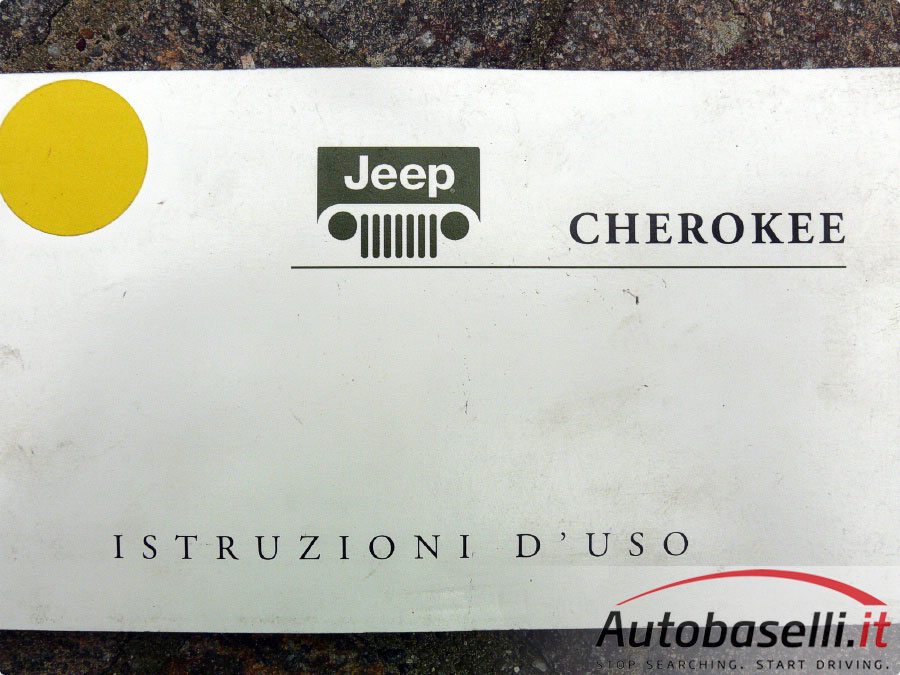 Jeep
CHEROKEE
ISTRUZIONI D'USO
Autobaselli.it
STOP SEARCHING. START DRIVING.